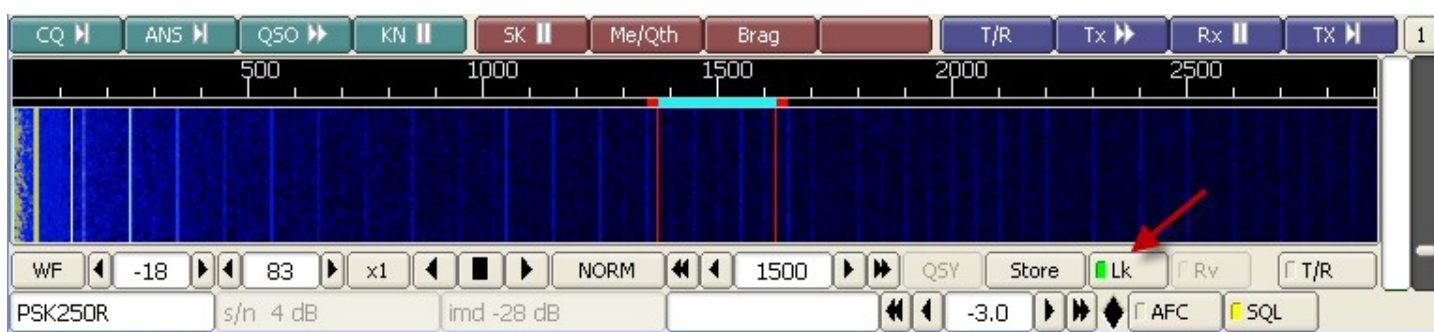 CQ ANS QSO KN SK Me/Qth Brag T/R Tx Rx TX 1
500 1000 1500 2000 2500
WF -18 83 x1 NORM 1500 QSY Store Lk Rv T/R
PSK250R s/n 4 dB imd -28 dB -3.0 AFC SQL